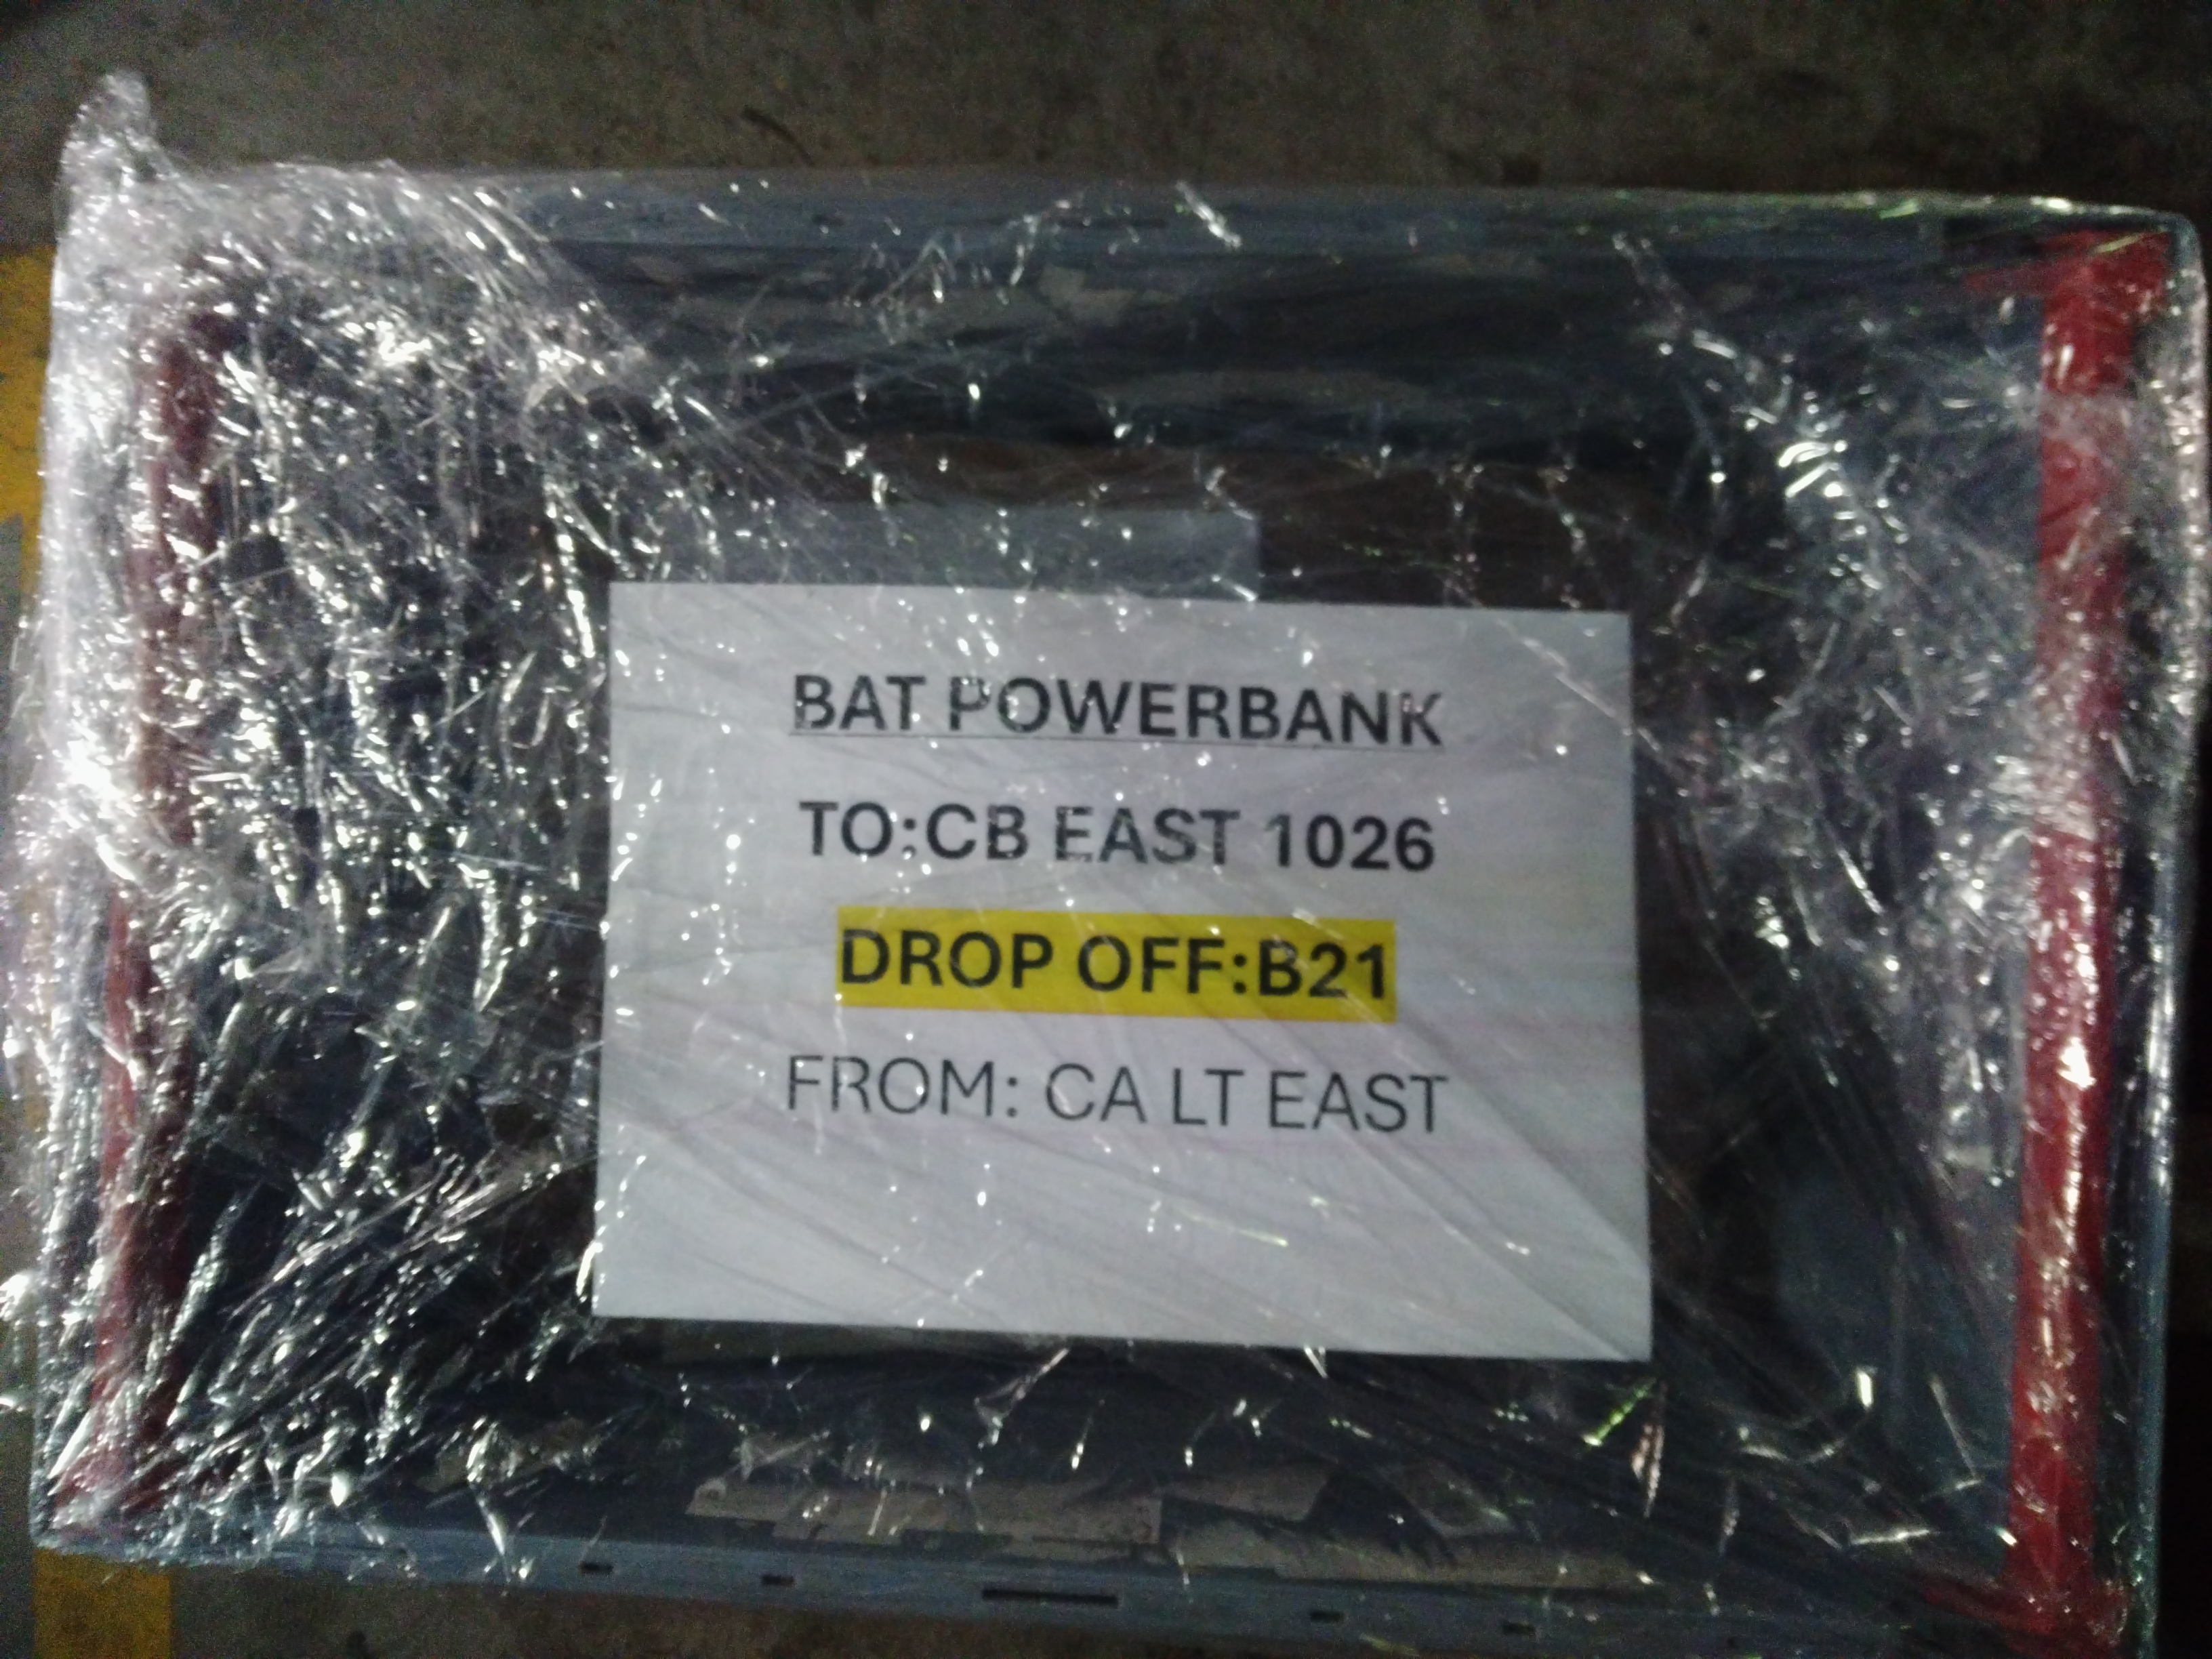 BAT POWERBANK
TO:CB EAST 1026
DROP OFF:B21
FROM: CA LT EAST